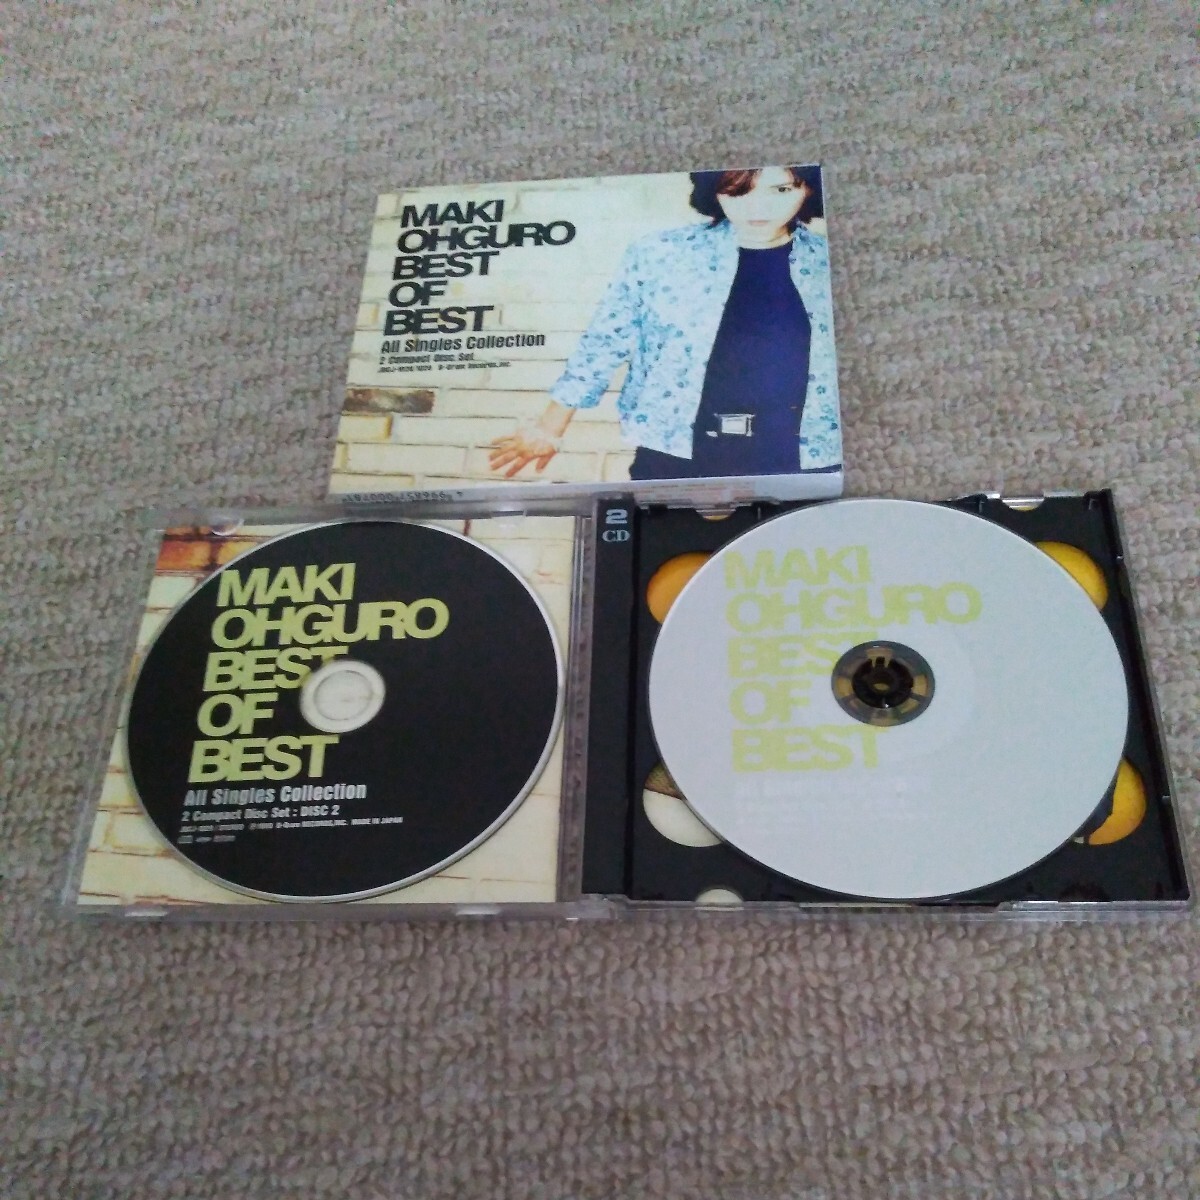 MAKI
OHGURO
BEST
OF
BEST
All Singles Collection
2 Compact Disc Set
MAKI
OHGURO
BEST
OF
BEST
All Singles Collection
2 Compact Disc Set : DISC 2
MADE IN JAPAN
2
CD
MAKI
OHGURO
BEST
OF
BEST